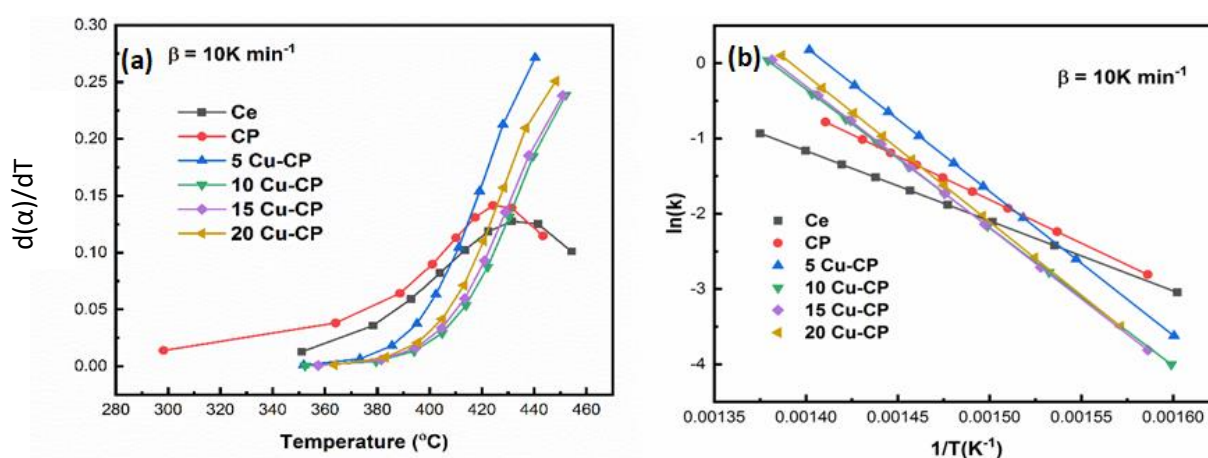 (a)
β = 10K min⁻¹
Ce
CP
5 Cu-CP
10 Cu-CP
15 Cu-CP
20 Cu-CP
d(α)/dT
0.30
0.25
0.20
0.15
0.10
0.05
0.00
280 300 320 340 360 380 400 420 440 460
Temperature (°C)
(b)
β = 10K min⁻¹
Ce
CP
5 Cu-CP
10 Cu-CP
15 Cu-CP
20 Cu-CP
ln(k)
0
-1
-2
-3
-4
0.00135 0.00140 0.00145 0.00150 0.00155 0.00160
1/T(K⁻¹)